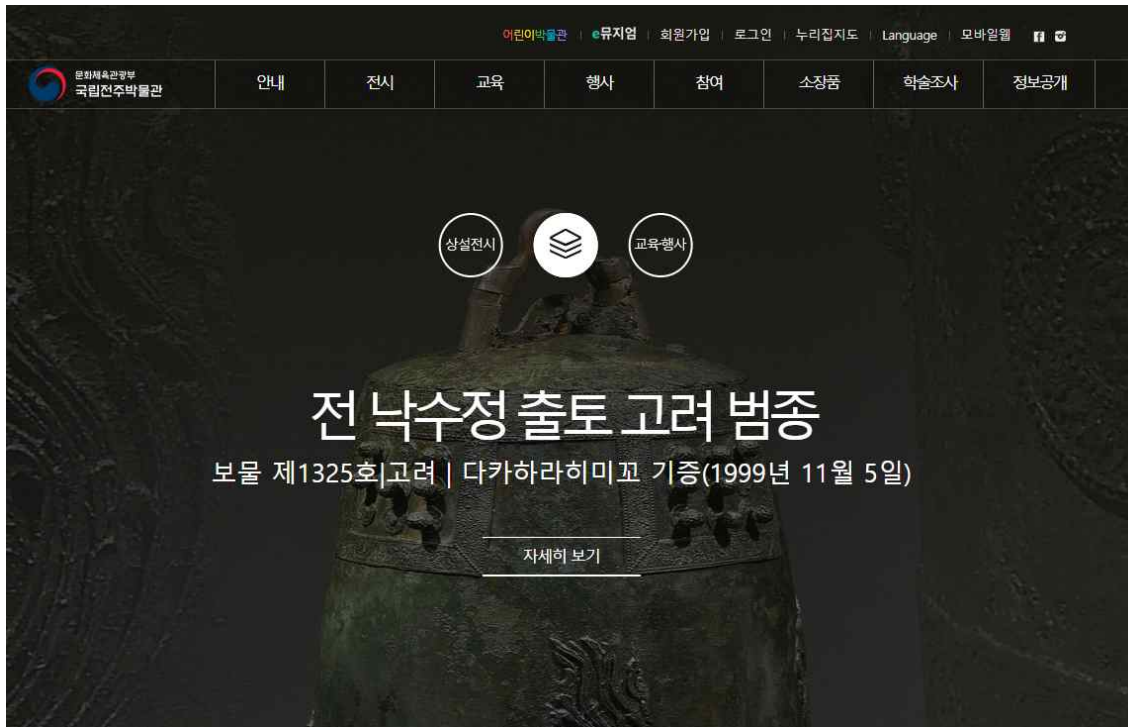 어린이박물관 | e뮤지엄 | 회원가입 | 로그인 | 누리집지도 | Language | 모바일웹
문화체육관광부
국립전주박물관
안내 전시 교육 행사 참여 소장품 학술조사 정보공개
상설전시 교육·행사
전 낙수정 출토 고려 범종
보물 제1325호|고려 | 다카하라히미꼬 기증(1999년 11월 5일)
자세히 보기